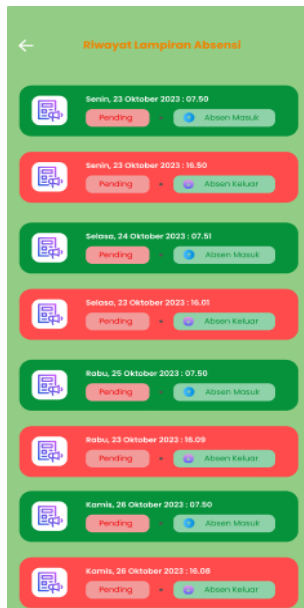 Riwayat Lampiran Absensi
Senin, 23 Oktober 2023 : 07.50
Pending Absen Masuk
Senin, 23 Oktober 2023 : 16.50
Pending Absen Keluar
Selasa, 24 Oktober 2023 : 07.51
Pending Absen Masuk
Selasa, 23 Oktober 2023 : 16.01
Pending Absen Keluar
Rabu, 25 Oktober 2023 : 07.50
Pending Absen Masuk
Rabu, 23 Oktober 2023 : 16.09
Pending Absen Keluar
Kamis, 26 Oktober 2023 : 07.50
Pending Absen Masuk
Kamis, 26 Oktober 2023 : 16.08
Pending Absen Keluar